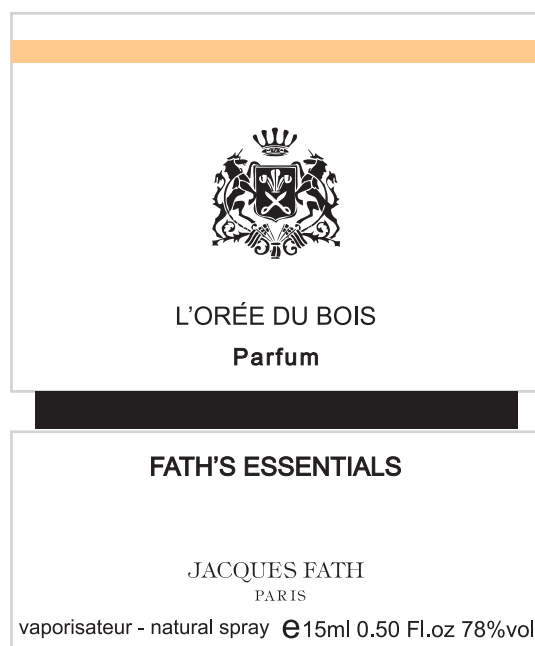 L'ORÉE DU BOIS
Parfum
FATH'S ESSENTIALS
JACQUES FATH
PARIS
vaporisateur - natural spray ℮15ml 0.50 Fl.oz 78%vol